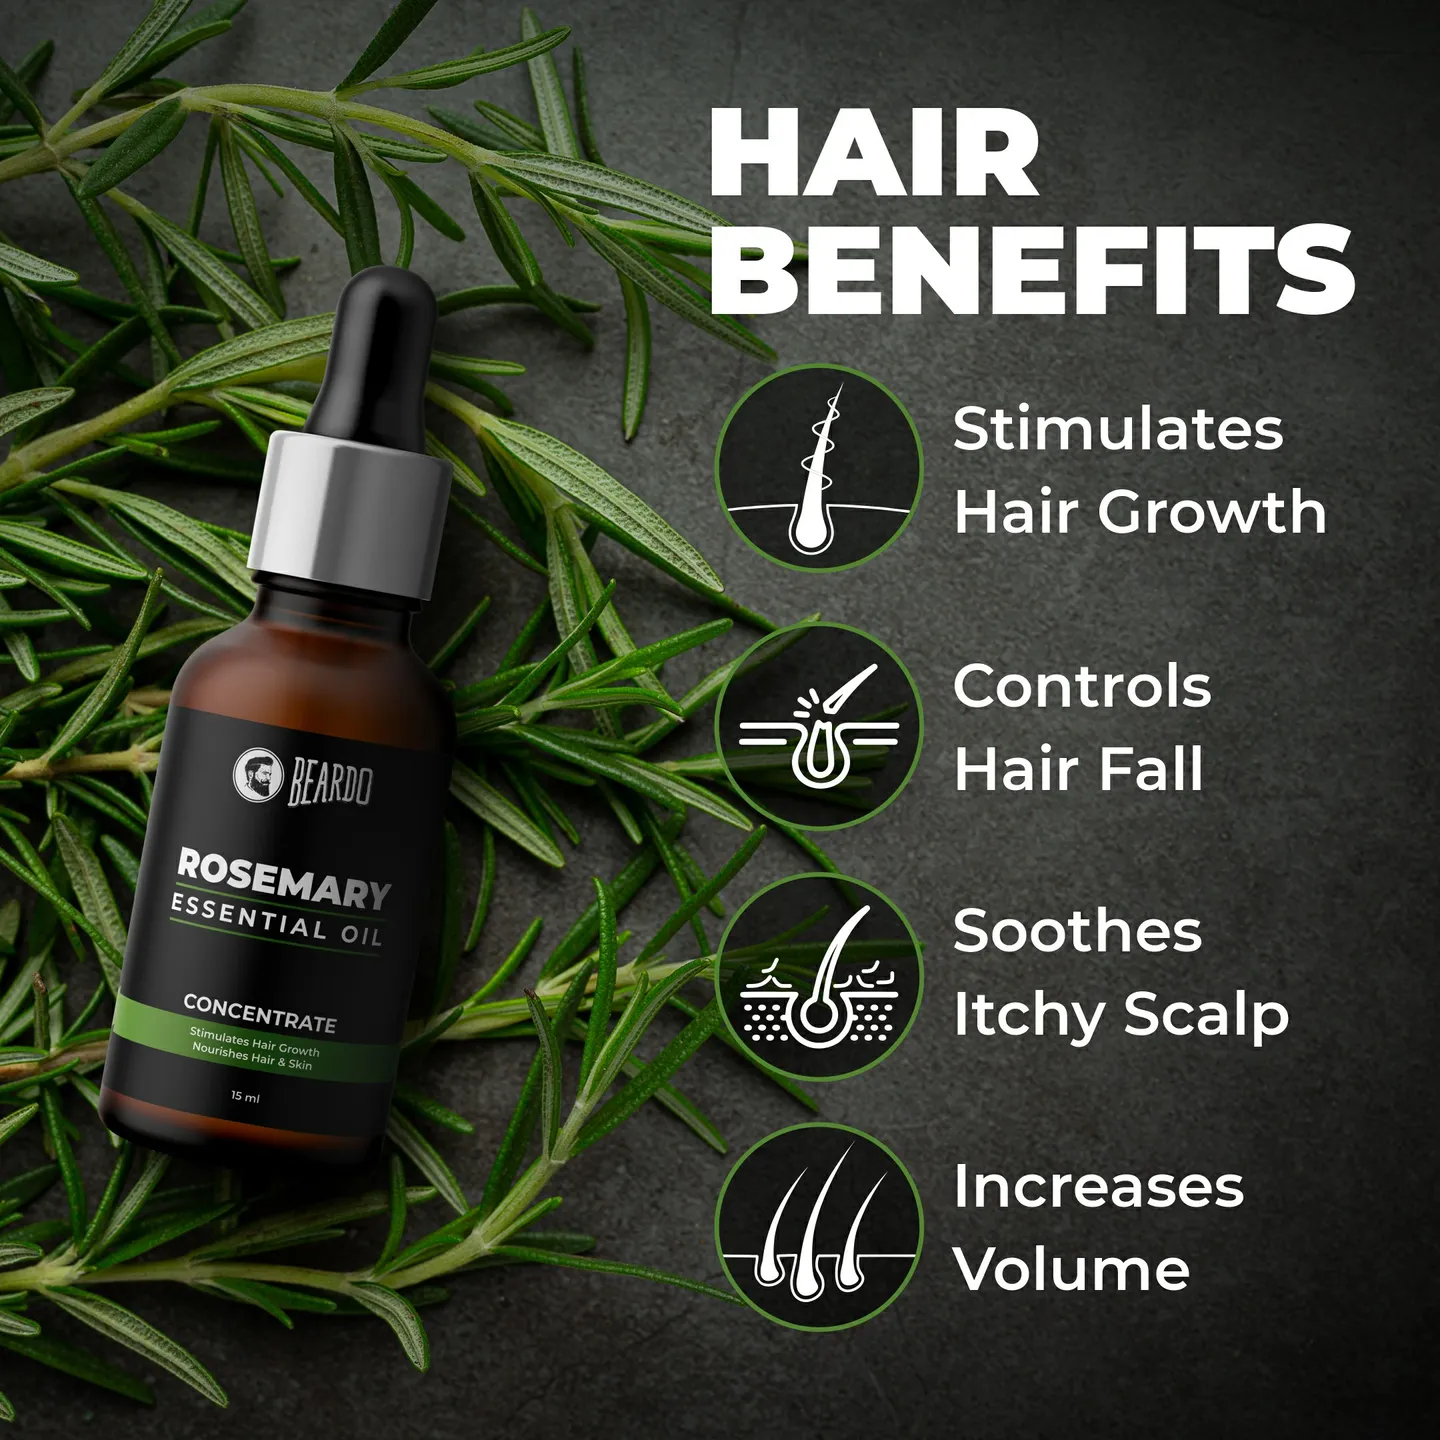 HAIR
BENEFITS
Stimulates
Hair Growth
Controls
Hair Fall
Soothes
Itchy Scalp
Increases
Volume
BEARDO
ROSEMARY
ESSENTIAL OIL
CONCENTRATE
Stimulates Hair Growth
Nourishes Hair & Skin
15 ml